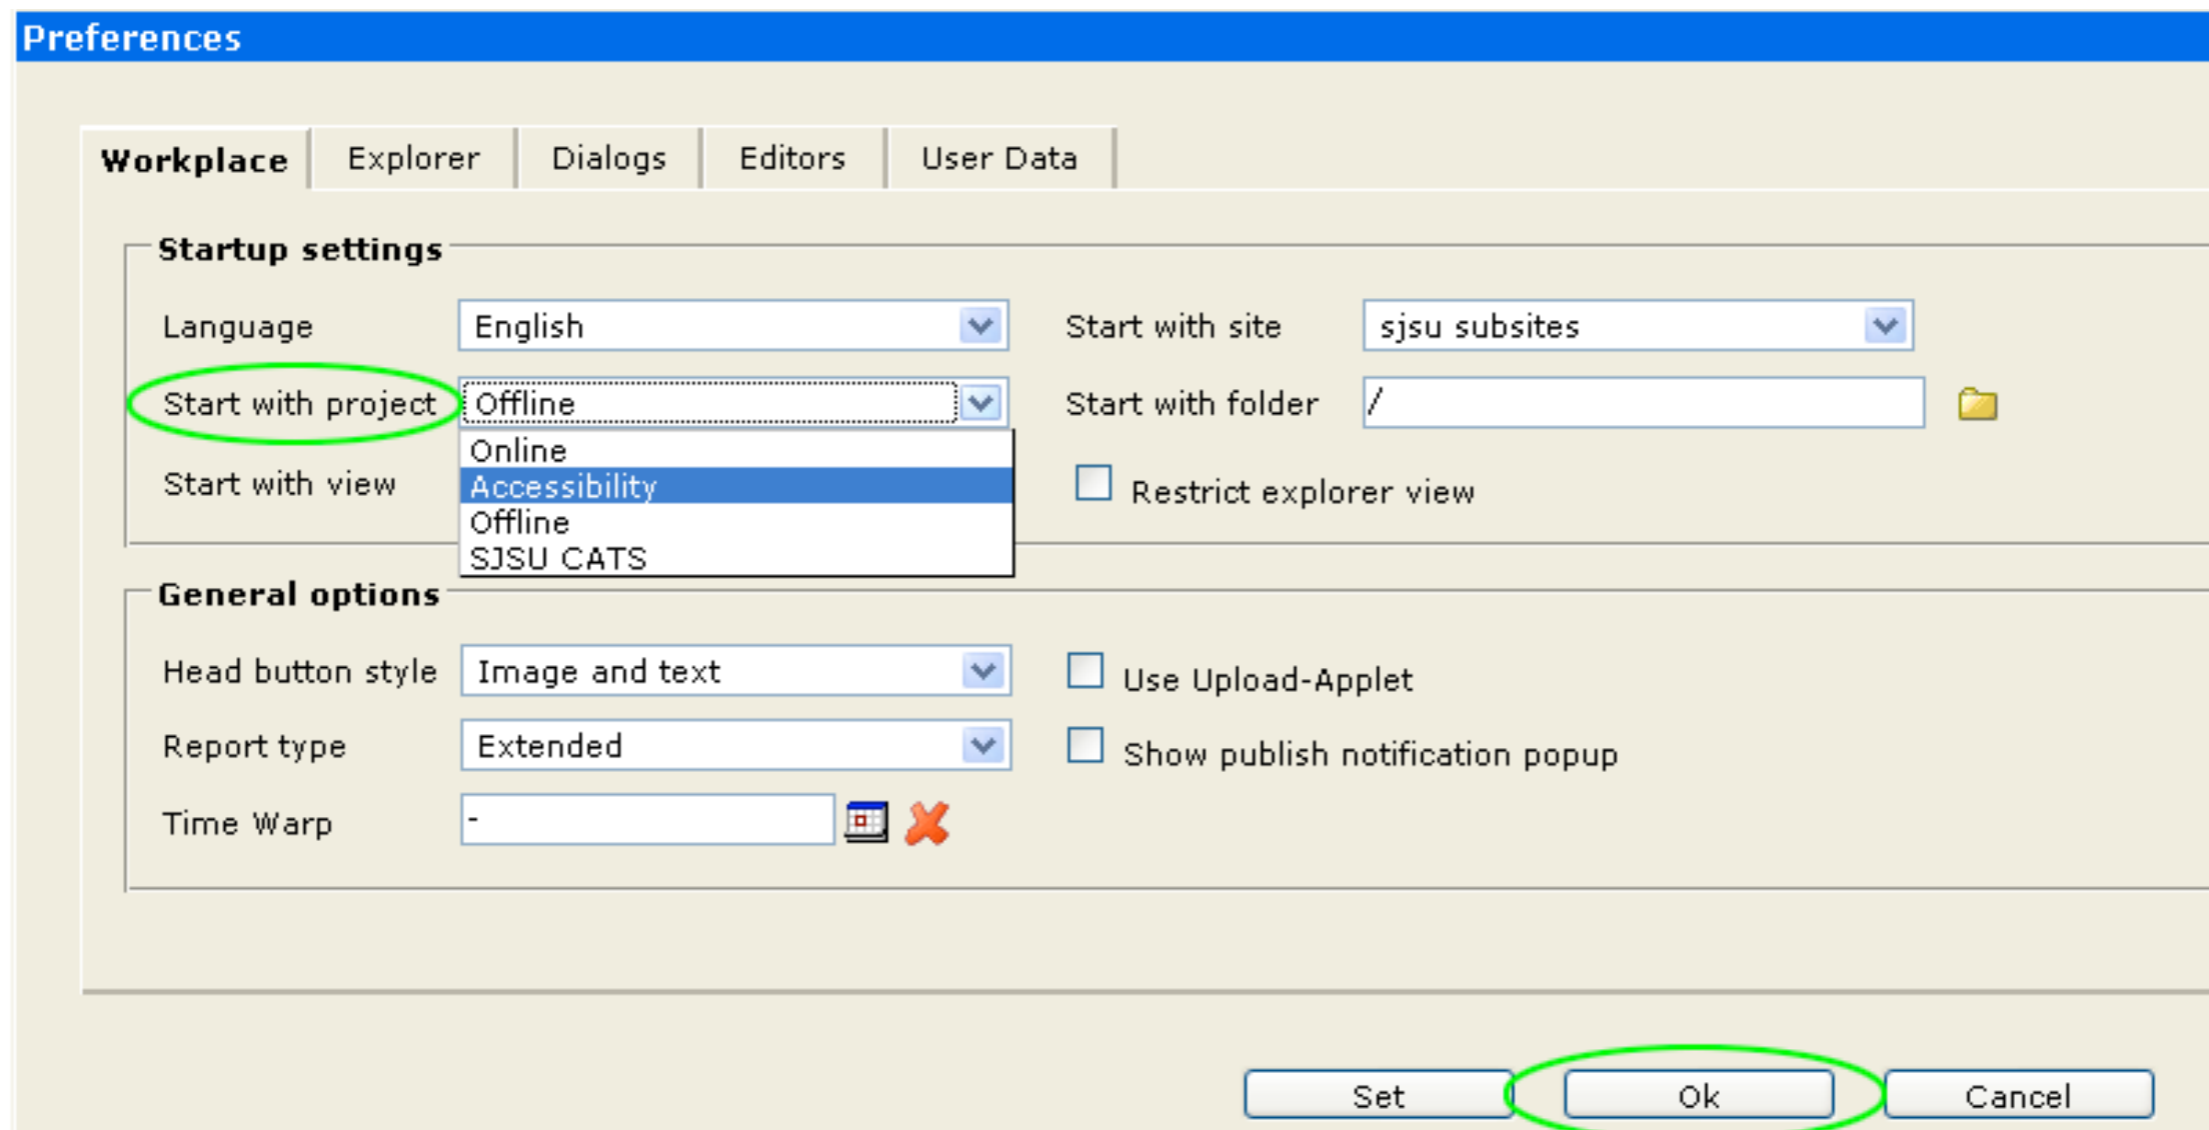 Preferences
Workplace Explorer Dialogs Editors User Data
Startup settings
Language English Start with site sjsu subsites
Start with project Offline Start with folder /
Online
Start with view Accessibility Restrict explorer view
Offline
SJSU CATS
General options
Head button style Image and text Use Upload-Applet
Report type Extended Show publish notification popup
Time Warp -
Set Ok Cancel